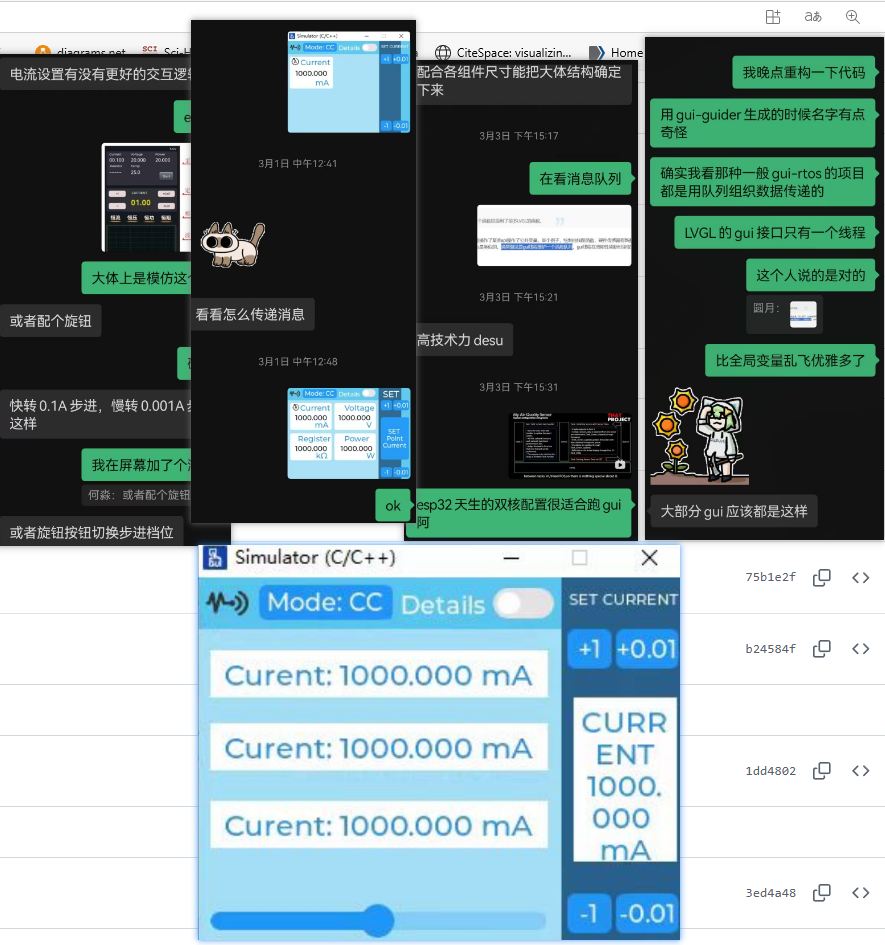 diagrams.net
SCI
Sci-H
CiteSpace: visualizin...
Home
电流设置有没有更好的交互逻辑
e
01.00
大体上是模仿这个
或者配个旋钮
快转 0.1A 步进，慢转 0.001A
这样
我在屏幕加了个
何淼：或者配个旋钮
或者旋钮按钮切换步进档位
Simulator (C/C++)
Mode: CC
Details
SET CURRENT
Current
1000.000
mA
+1
+0.01
-1
-0.01
3月1日 中午12:41
看看怎么传递消息
3月1日 中午12:48
Mode: CC
Details
SET
Current
1000.000
mA
Voltage
1000.000
V
Register
1000.000
kΩ
Power
1000.000
W
+1
+0.01
SET
Point
Current
-1
-0.01
ok
配合各组件尺寸能把大体结构确定
下来
3月3日 下午15:17
在看消息队列
3月3日 下午15:21
高技术力 desu
3月3日 下午15:31
My Air Quality Sensor
THAT
PROJECT
esp32 天生的双核配置很适合跑 gui
阿
我晚点重构一下代码
用 gui-guider 生成的时候名字有点
奇怪
确实我看那种一般 gui-rtos 的项目
都是用队列组织数据传递的
LVGL 的 gui 接口只有一个线程
这个人说的是对的
圆月：
比全局变量乱飞优雅多了
大部分 gui 应该都是这样
75b1e2f
b24584f
1dd4802
3ed4a48
Simulator (C/C++)
Mode: CC
Details
SET CURRENT
+1
+0.01
Curent: 1000.000 mA
Curent: 1000.000 mA
Curent: 1000.000 mA
CURR
ENT
1000.
000
mA
-1
-0.01